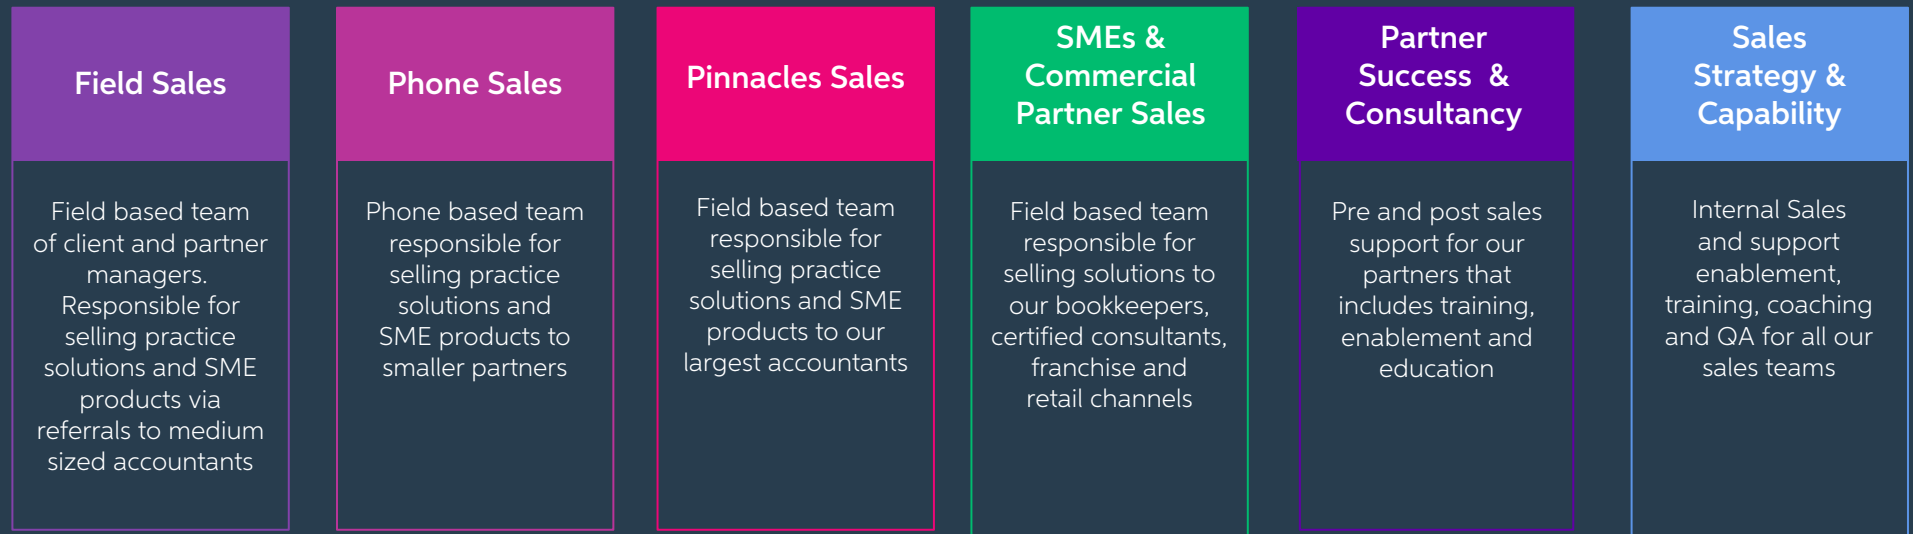 Field Sales
Field based team
of client and partner
managers.
Responsible for
selling practice
solutions and SME
products via
referrals to medium
sized accountants
Phone Sales
Phone based team
responsible for
selling practice
solutions and
SME products to
smaller partners
Pinnacles Sales
Field based team
responsible for
selling practice
solutions and SME
products to our
largest accountants
SMEs &
Commercial
Partner Sales
Field based team
responsible for
selling solutions to
our bookkeepers,
certified consultants,
franchise and
retail channels
Partner
Success &
Consultancy
Pre and post sales
support for our
partners that
includes training,
enablement and
education
Sales
Strategy &
Capability
Internal Sales
and support
enablement,
training, coaching
and QA for all our
sales teams